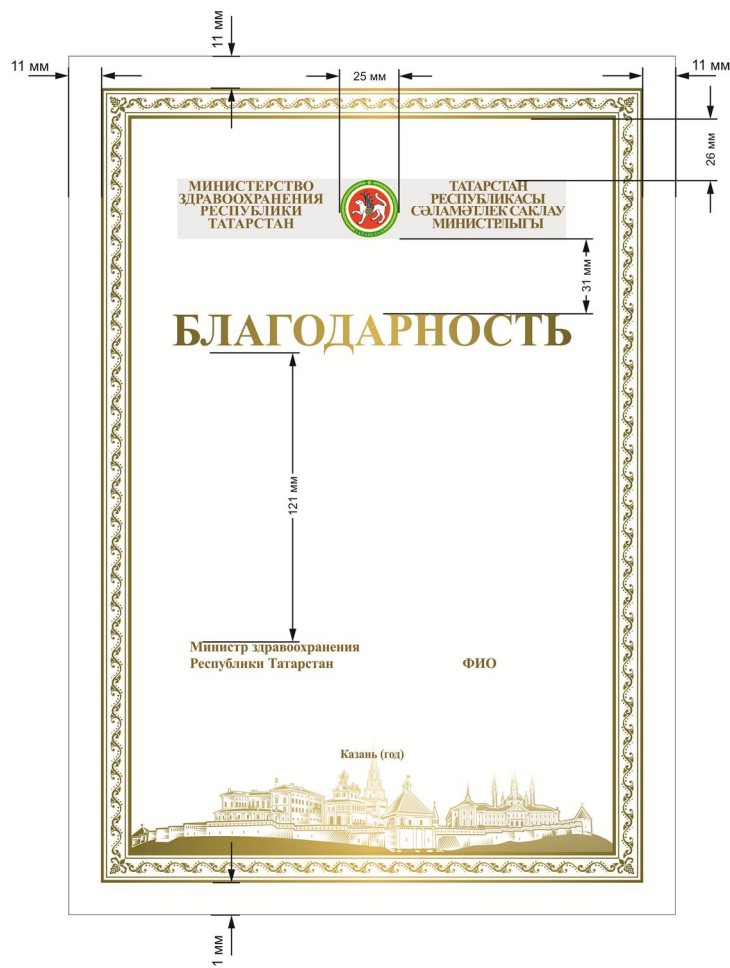 11 мм
11 мм
25 мм
11 мм
26 мм
МИНИСТЕРСТВО
ЗДРАВООХРАНЕНИЯ
РЕСПУБЛИКИ
ТАТАРСТАН
ТАТАРСТАН
РЕСПУБЛИКАСЫ
СӘЛАМӘТЛЕК САКЛАУ
МИНИСТРЛЫГЫ
ТАТАРСТАН
31 мм
БЛАГОДАРНОСТЬ
121 мм
Министр здравоохранения
Республики Татарстан
ФИО
Казань (год)
1 мм